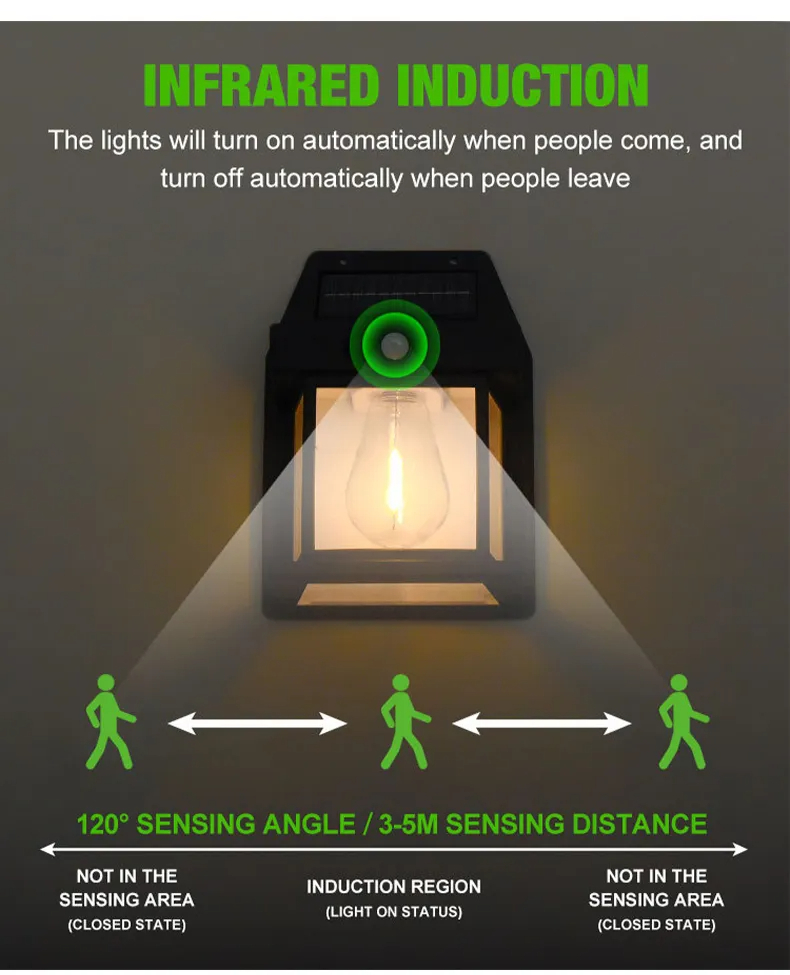 INFRARED INDUCTION
The lights will turn on automatically when people come, and
turn off automatically when people leave
120° SENSING ANGLE / 3-5M SENSING DISTANCE
NOT IN THE
SENSING AREA
(CLOSED STATE)
INDUCTION REGION
(LIGHT ON STATUS)
NOT IN THE
SENSING AREA
(CLOSED STATE)